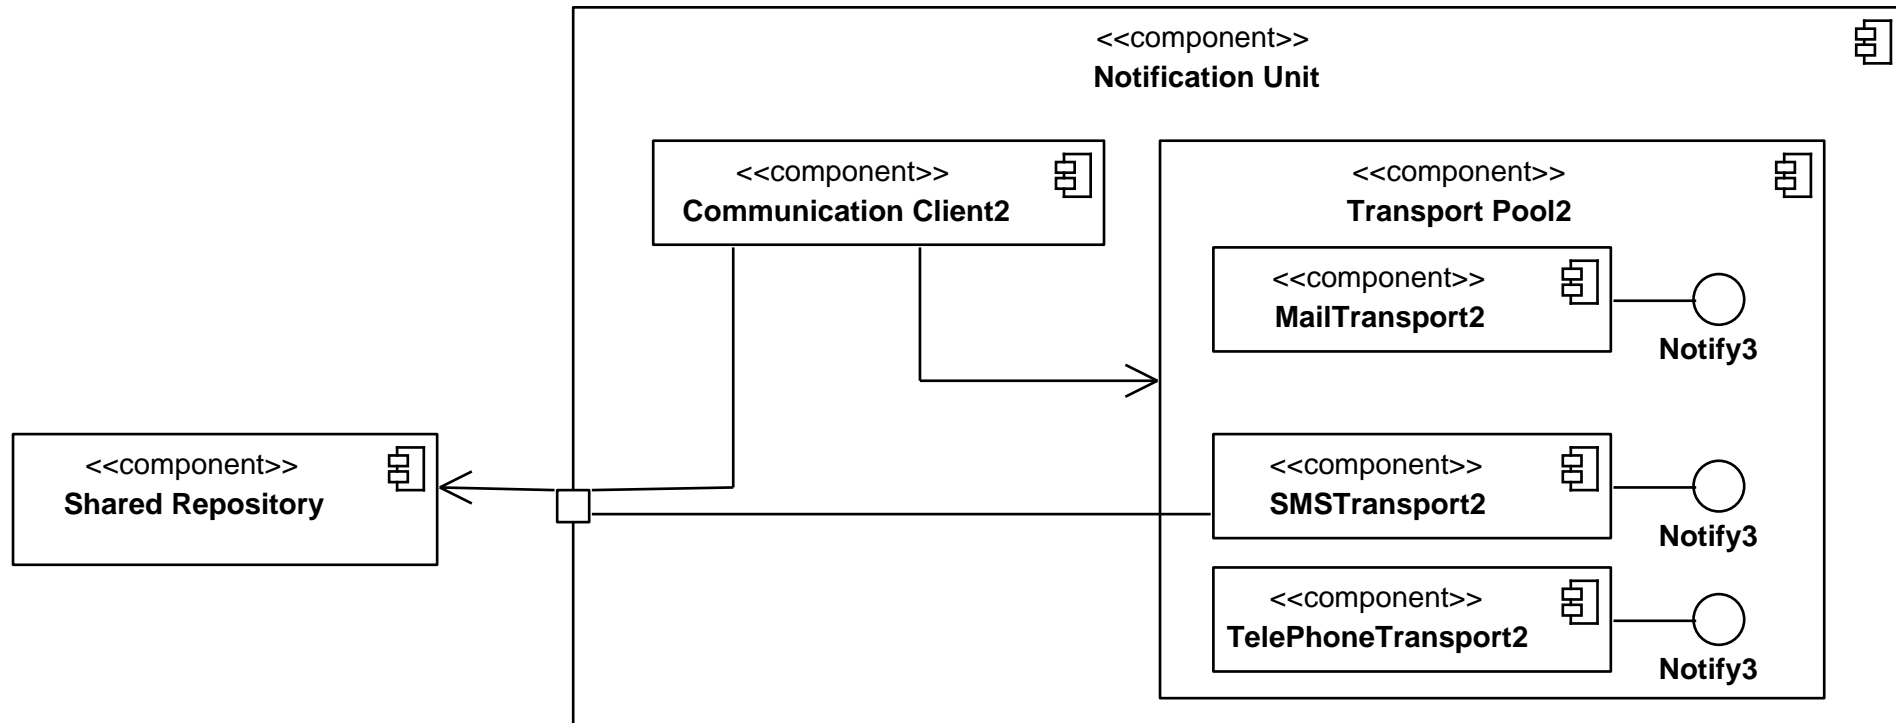 <<component>>
Notification Unit
<<component>>
Communication Client2
<<component>>
Transport Pool2
<<component>>
MailTransport2
Notify3
<<component>>
Shared Repository
<<component>>
SMSTransport2
Notify3
<<component>>
TelePhoneTransport2
Notify3